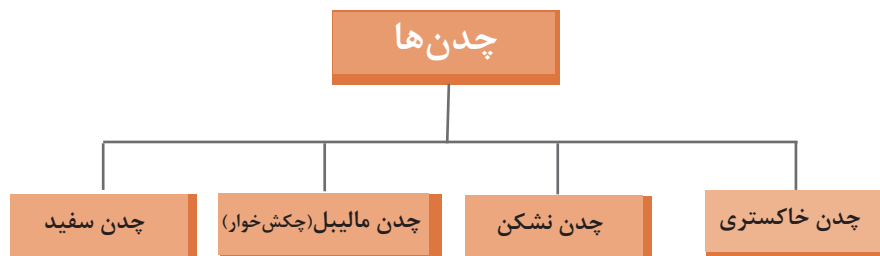 چدن‌ها
چدن خاکستری
چدن نشکن
چدن مالیبل(چکش‌خوار)
چدن سفید